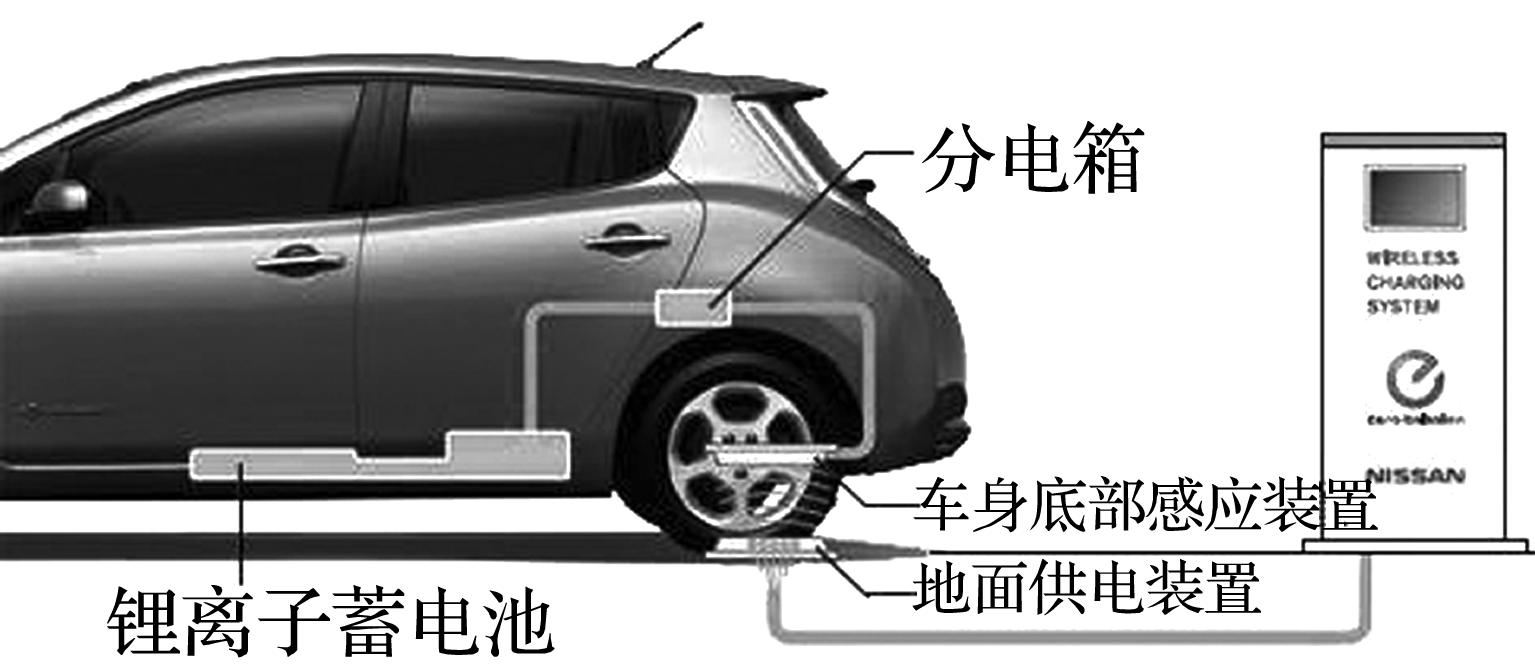 分电箱
WIRELESS
CHARGING
SYSTEM
NISSAN
车身底部感应装置
地面供电装置
锂离子蓄电池